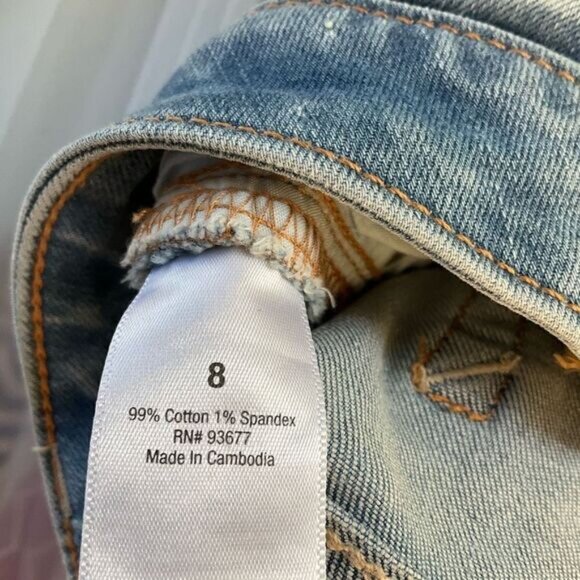 8
99% Cotton 1% Spandex
RN# 93677
Made In Cambodia